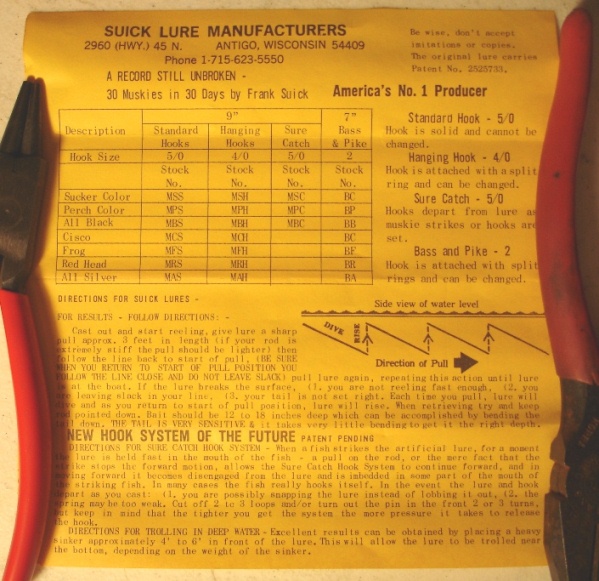 SUICK LURE MANUFACTURERS
2960 (HWY.) 45 N. ANTIGO, WISCONSIN 54409
Phone 1-715-623-5550
Be wise, don't accept
imitations or copies.
The original lure carries
Patent No. 2525733.
A RECORD STILL UNBROKEN -
30 Muskies in 30 Days by Frank Suick
America's No. 1 Producer
9" 7"
Description Standard Hanging Sure Bass
Hooks Hooks Catch & Pike
Hook Size 5/0 4/0 5/0 2
Stock Stock Stock Stock
No. No. No. No.
Sucker Color MSS MSH MSC BC
Perch Color MPS MPH MPC BP
All Black MBS MBH MBC BB
Cisco MCS MCH BC
Frog MFS MFH BF
Red Head MRS MRH BR
All Silver MAS MAH BA
Standard Hook - 5/0
Hook is solid and cannot be
changed.
Hanging Hook - 4/0
Hook is attached with a split
ring and can be changed.
Sure Catch - 5/0
Hooks depart from lure as
muskie strikes or hooks are
set.
Bass and Pike - 2
Hook is attached with split
rings and can be changed.
DIRECTIONS FOR SUICK LURES -
FOR RESULTS - FOLLOW DIRECTIONS:
Side view of water level
DIVE RISE
Direction of Pull
Cast out and start reeling, give lure a sharp
pull approx. 3 feet in length (if your rod is
extremely stiff the pull should be lighter) then
follow the line back to start of pull, (BE SURE
WHEN YOU RETURN TO START OF PULL POSITION YOU
FOLLOW THE LINE CLOSE AND DO NOT LEAVE SLACK) pull lure again, repeating this action until lure
is at the boat. If the lure breaks the surface, (1, you are not reeling fast enough, (2, you
are leaving slack in your line, (3, your tail is not set right. Each time you pull, lure will
dive and as you return to start of pull position, lure will rise. When retrieving try and keep
rod pointed down. Bait should be 12 to 18 inches deep which can be accomplished by bending the
tail down. THE TAIL IS VERY SENSITIVE & it takes very little bending to get it the right depth.
NEW HOOK SYSTEM OF THE FUTURE PATENT PENDING
DIRECTIONS FOR SURE CATCH HOOK SYSTEM - When a fish strikes the artificial lure, for a moment
the lure is held fast in the mouth of the fish - a pull on the rod, or the mere fact that the
strike stops the forward motion, allows the Sure Catch Hook System to continue forward, and in
moving forward it becomes disengaged from the lure and is imbedded in some part of the mouth of
the striking fish. In many cases the fish really hooks itself. In the event the lure and hook
depart as you cast: (1, you are possibly snapping the lure instead of lobbing it out, (2, the
spring may be too weak. Cut off 2 to 3 loops and/or turn out the pin in the front 2 or 3 turns,
but keep in mind that the tighter you get the system the more pressure it takes to release
the hook.
DIRECTIONS FOR TROLLING IN DEEP WATER - Excellent results can be obtained by placing a heavy
sinker approximately 4' to 6' in front of the lure. This will allow the lure to be trolled near
the bottom, depending on the weight of the sinker.